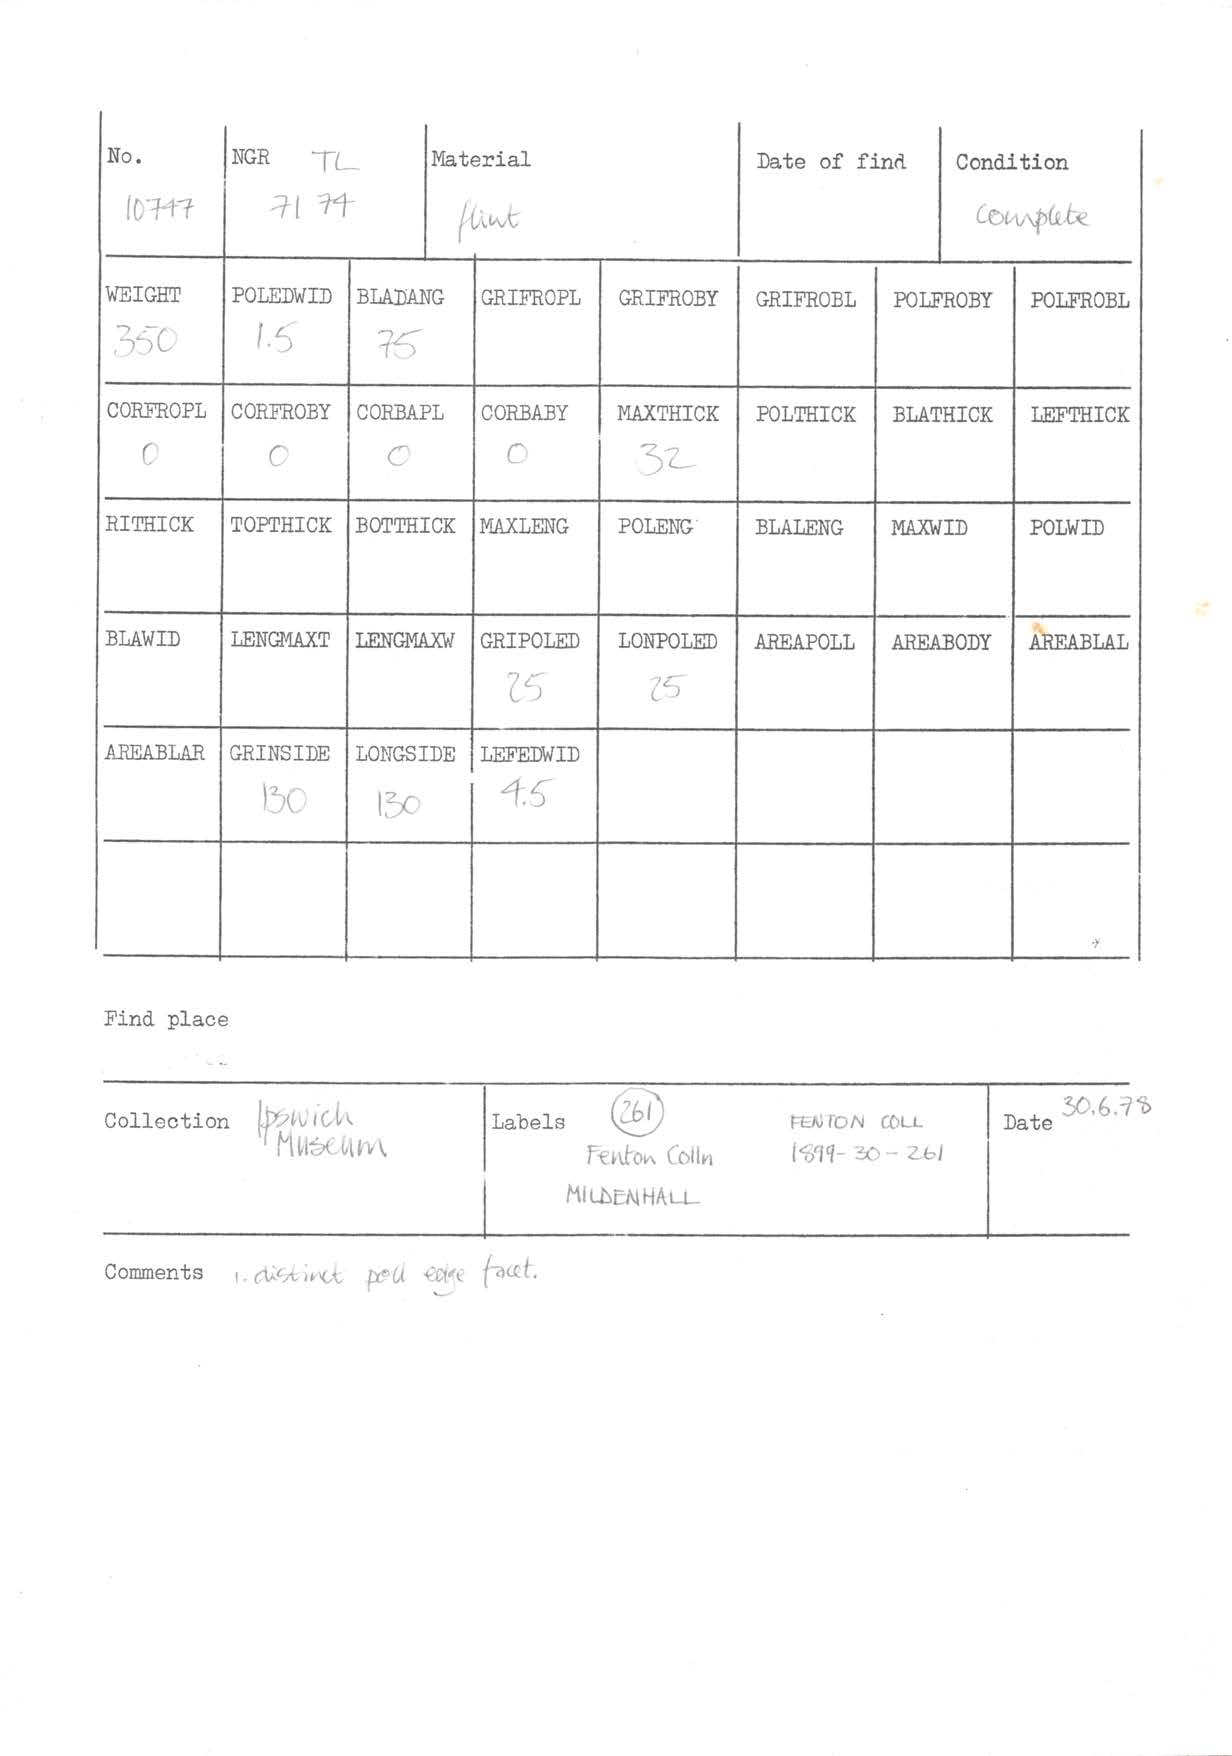 No. NGR TL Material Date of find Condition
10747 71 74 flint complete
WEIGHT POLEDWID BLADANG GRIFROPL GRIFROBY GRIFROBL POLFROBY POLFROBL
350 1.5 75
CORFROPL CORFROBY CORBAPL CORBABY MAXTHICK POLTHICK BLATHICK LEFTHICK
0 0 0 0 32
RITHICK TOPTHICK BOTTHICK MAXLENG POLENG BLALENG MAXWID POLWID
BLAWID LENGMAXT LENGMAXW GRIPOLED LONPOLED AREAPOLL AREABODY AREABLAL
25 25
AREABLAR GRINSIDE LONGSIDE LEFEDWID
130 130 4.5
Find place
Collection Ipswich Museum
Labels 261 FENTON COLL
Fenton Colln 1899-30-261
MILDENHALL
Date 30.6.78
Comments 1. distinct poll edge facet.